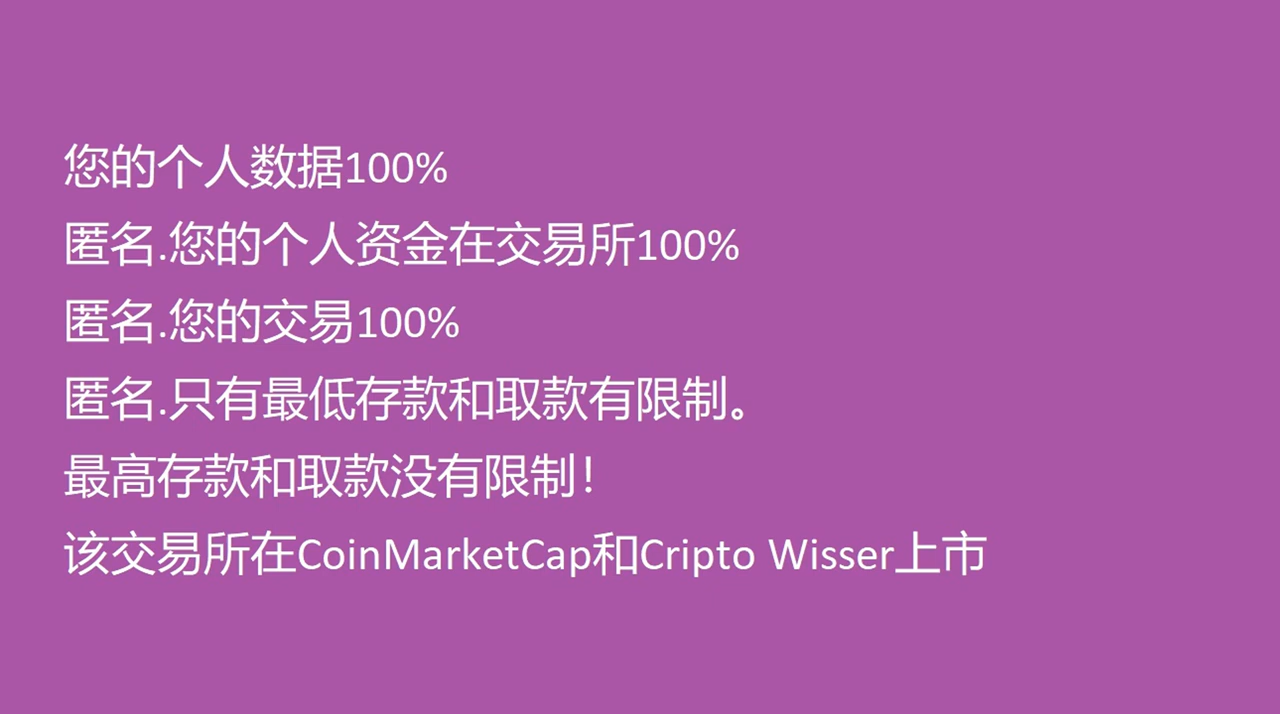 您的个人数据100%
匿名.您的个人资金在交易所100%
匿名.您的交易100%
匿名.只有最低存款和取款有限制。
最高存款和取款没有限制！
该交易所在CoinMarketCap和Cripto Wisser上市